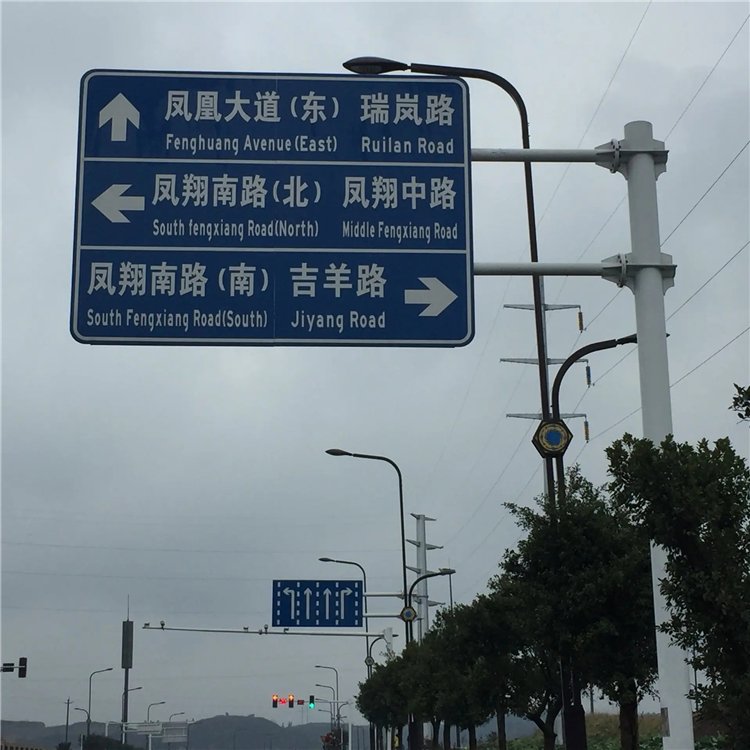 凤凰大道(东) 瑞岚路
Fenghuang Avenue(East) Ruilan Road
凤翔南路(北) 凤翔中路
South fengxiang Road(North) Middle Fengxiang Road
凤翔南路(南) 吉羊路
South Fengxiang Road(South) Jiyang Road